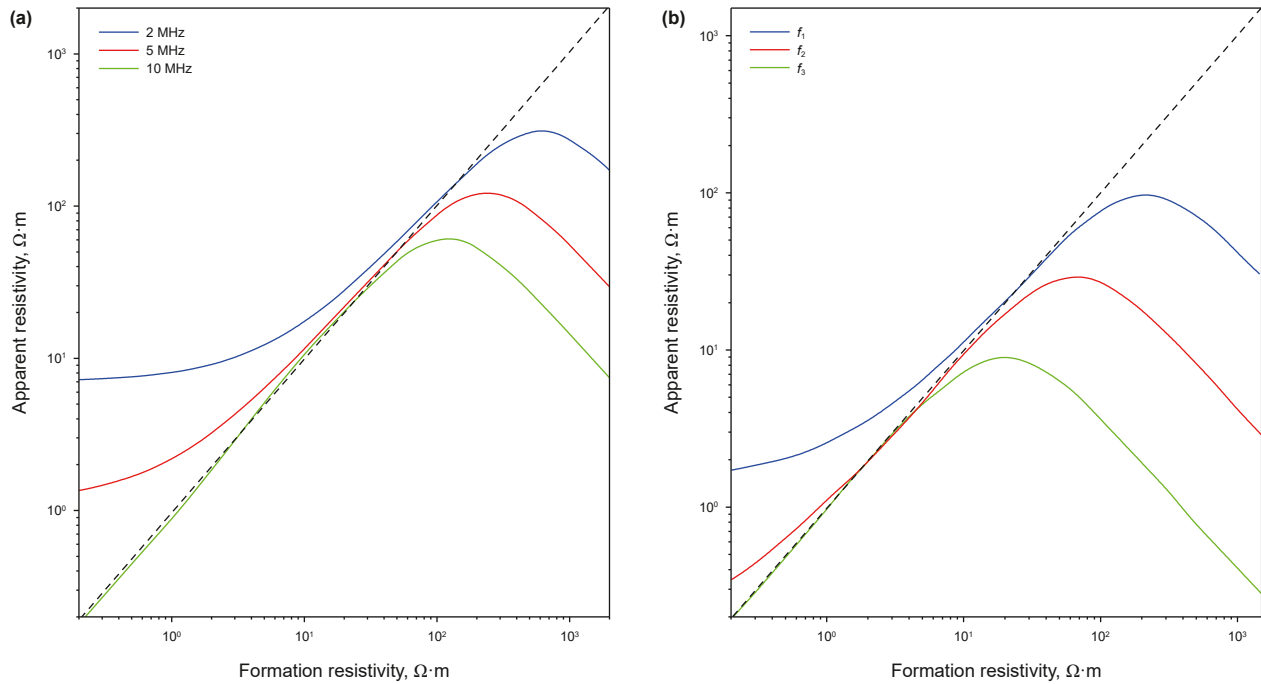 (a)
2 MHz
5 MHz
10 MHz
10³
10²
10¹
10⁰
Apparent resistivity, Ω·m
10⁰ 10¹ 10² 10³
Formation resistivity, Ω·m
(b)
f₁
f₂
f₃
10³
10²
10¹
10⁰
Apparent resistivity, Ω·m
10⁰ 10¹ 10² 10³
Formation resistivity, Ω·m